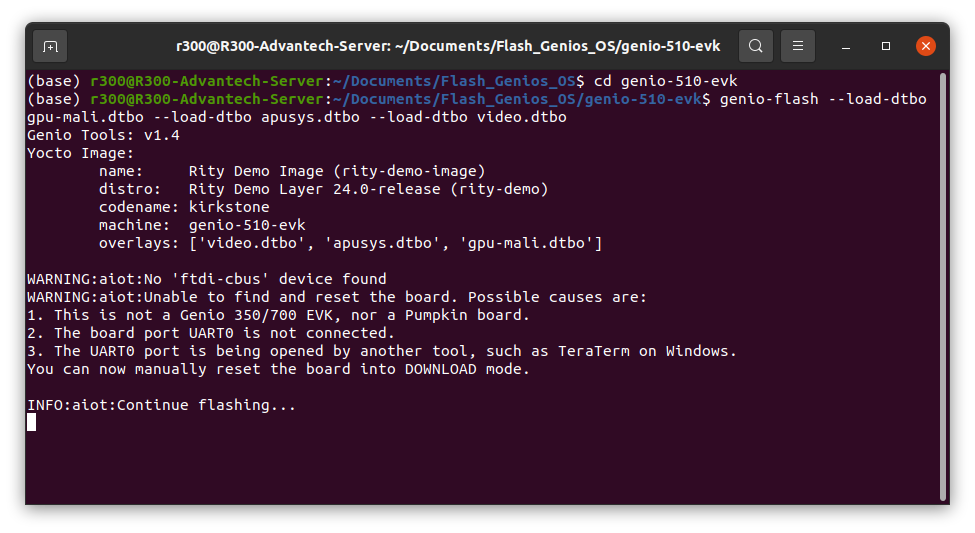 r300@R300-Advantech-Server: ~/Documents/Flash_Genios_OS/genio-510-evk
(base) r300@R300-Advantech-Server:~/Documents/Flash_Genios_OS$ cd genio-510-evk
(base) r300@R300-Advantech-Server:~/Documents/Flash_Genios_OS/genio-510-evk$ genio-flash --load-dtbo
gpu-mali.dtbo --load-dtbo apusys.dtbo --load-dtbo video.dtbo
Genio Tools: v1.4
Yocto Image:
        name:     Rity Demo Image (rity-demo-image)
        distro:   Rity Demo Layer 24.0-release (rity-demo)
        codename: kirkstone
        machine:  genio-510-evk
        overlays: ['video.dtbo', 'apusys.dtbo', 'gpu-mali.dtbo']
WARNING:aiot:No 'ftdi-cbus' device found
WARNING:aiot:Unable to find and reset the board. Possible causes are:
1. This is not a Genio 350/700 EVK, nor a Pumpkin board.
2. The board port UART0 is not connected.
3. The UART0 port is being opened by another tool, such as TeraTerm on Windows.
You can now manually reset the board into DOWNLOAD mode.
INFO:aiot:Continue flashing...